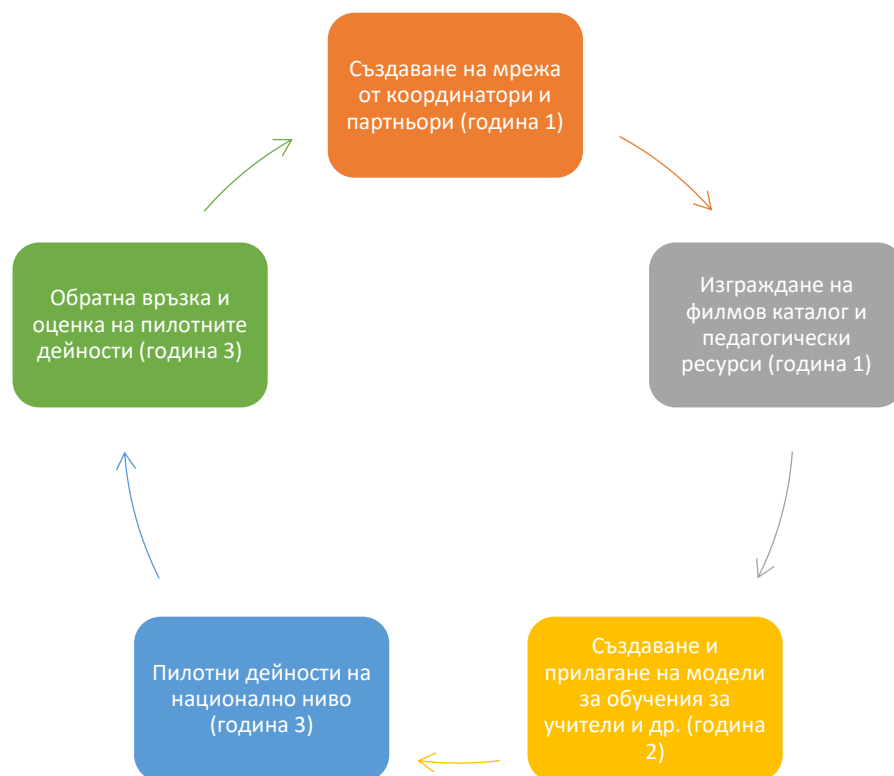 Създаване на мрежа
от координатори и
партньори (година 1)
Изграждане на
филмов каталог и
педагогически
ресурси (година 1)
Създаване и
прилагане на модели
за обучения за
учители и др. (година
2)
Пилотни дейности на
национално ниво
(година 3)
Обратна връзка и
оценка на пилотните
дейности (година 3)